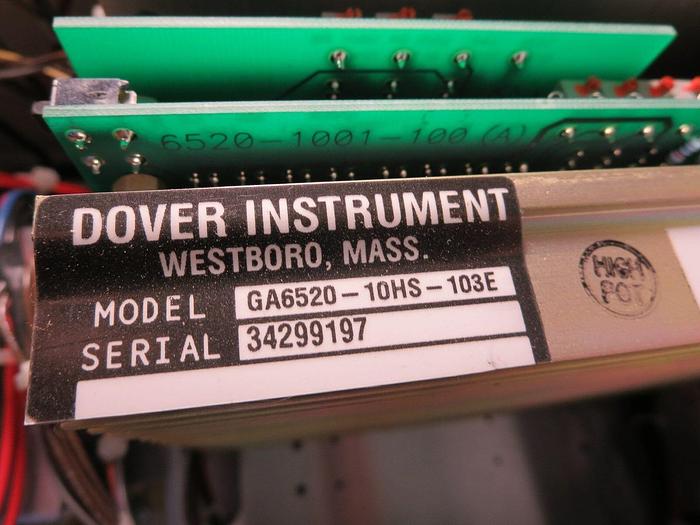 6520-1001-100 (A)
DOVER INSTRUMENT
WESTBORO, MASS.
MODEL GA6520-10HS-103E
SERIAL 34299197
HIGH
POT